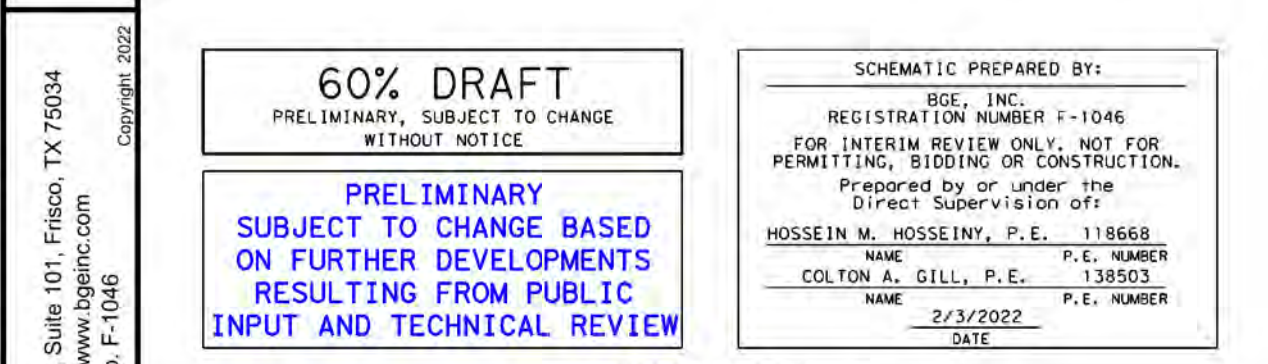 Suite 101, Frisco, TX 75034
www.bgeinc.com
F-1046
Copyright 2022
60% DRAFT
PRELIMINARY, SUBJECT TO CHANGE
WITHOUT NOTICE
PRELIMINARY
SUBJECT TO CHANGE BASED
ON FURTHER DEVELOPMENTS
RESULTING FROM PUBLIC
INPUT AND TECHNICAL REVIEW
SCHEMATIC PREPARED BY:
BGE, INC.
REGISTRATION NUMBER F-1046
FOR INTERIM REVIEW ONLY. NOT FOR
PERMITTING, BIDDING OR CONSTRUCTION.
Prepared by or under the
Direct Supervision of:
HOSSEIN M. HOSSEINY, P.E. 118668
NAME P.E. NUMBER
COLTON A. GILL, P.E. 138503
NAME P.E. NUMBER
2/3/2022
DATE